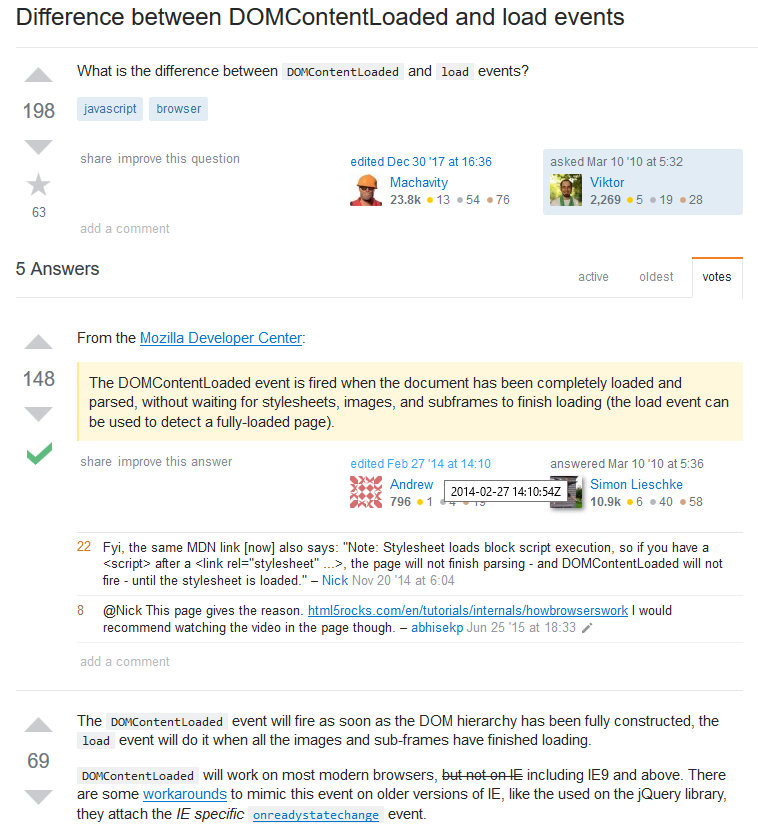 Difference between DOMContentLoaded and load events
198
What is the difference between DOMContentLoaded and load events?
javascript browser
63
share improve this question
edited Dec 30 '17 at 16:36
Machavity
23.8k 13 54 76
asked Mar 10 '10 at 5:32
Viktor
2,269 5 19 28
add a comment
5 Answers
active oldest votes
148
From the Mozilla Developer Center:
The DOMContentLoaded event is fired when the document has been completely loaded and
parsed, without waiting for stylesheets, images, and subframes to finish loading (the load event can
be used to detect a fully-loaded page).
share improve this answer
edited Feb 27 '14 at 14:10
Andrew
796 1 4 19
2014-02-27 14:10:54Z
answered Mar 10 '10 at 5:36
Simon Lieschke
10.9k 6 40 58
22 Fyi, the same MDN link [now] also says: "Note: Stylesheet loads block script execution, so if you have a
<script> after a <link rel="stylesheet" ...>, the page will not finish parsing - and DOMContentLoaded will not
fire - until the stylesheet is loaded." – Nick Nov 20 '14 at 6:04
8 @Nick This page gives the reason. html5rocks.com/en/tutorials/internals/howbrowserswork I would
recommend watching the video in the page though. – abhisekp Jun 25 '15 at 18:33
add a comment
69
The DOMContentLoaded event will fire as soon as the DOM hierarchy has been fully constructed, the
load event will do it when all the images and sub-frames have finished loading.
DOMContentLoaded will work on most modern browsers, but not on IE including IE9 and above. There
are some workarounds to mimic this event on older versions of IE, like the used on the jQuery library,
they attach the IE specific onreadystatechange event.